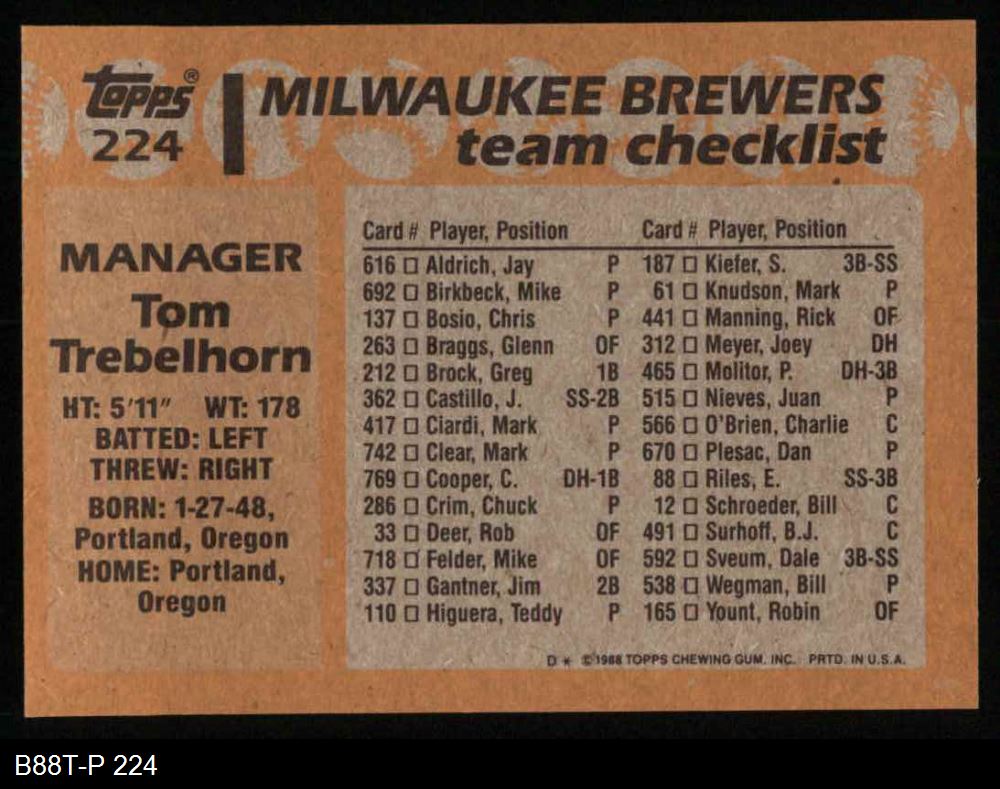 Topps®
224
MILWAUKEE BREWERS
team checklist
MANAGER
Tom
Trebelhorn
HT: 5'11" WT: 178
BATTED: LEFT
THREW: RIGHT
BORN: 1-27-48,
Portland, Oregon
HOME: Portland,
Oregon
Card # Player, Position
616 □ Aldrich, Jay P
692 □ Birkbeck, Mike P
137 □ Bosio, Chris P
263 □ Braggs, Glenn OF
212 □ Brock, Greg 1B
362 □ Castillo, J. SS-2B
417 □ Ciardi, Mark P
742 □ Clear, Mark P
769 □ Cooper, C. DH-1B
286 □ Crim, Chuck P
33 □ Deer, Rob OF
718 □ Felder, Mike OF
337 □ Gantner, Jim 2B
110 □ Higuera, Teddy P
Card # Player, Position
187 □ Kiefer, S. 3B-SS
61 □ Knudson, Mark P
441 □ Manning, Rick OF
312 □ Meyer, Joey DH
465 □ Molitor, P. DH-3B
515 □ Nieves, Juan P
566 □ O'Brien, Charlie C
670 □ Plesac, Dan P
88 □ Riles, E. SS-3B
12 □ Schroeder, Bill C
491 □ Surhoff, B.J. C
592 □ Sveum, Dale 3B-SS
538 □ Wegman, Bill P
165 □ Yount, Robin OF
D * ©1988 TOPPS CHEWING GUM, INC. PRTD. IN U.S.A.
B88T-P 224